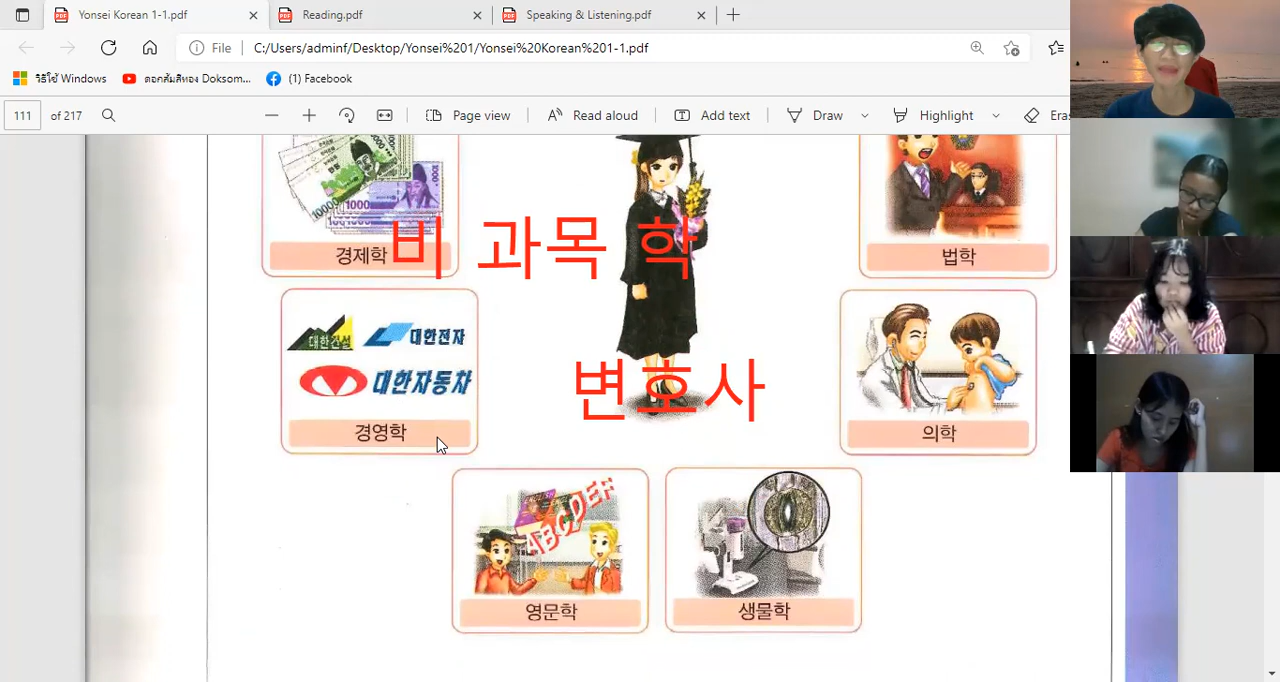 Yonsei Korean 1-1.pdf
Reading.pdf
Speaking & Listening.pdf
File
C:/Users/adminf/Desktop/Yonsei%201/Yonsei%20Korean%201-1.pdf
วิธีใช้ Windows
ดอกส้มสีทอง Doksom...
(1) Facebook
111
of 217
Page view
Read aloud
Add text
Draw
Highlight
Eras
경제학
비 과목 학
법학
대한건설
대한전자
대한자동차
변호사
경영학
의학
ABCDEF
영문학
생물학